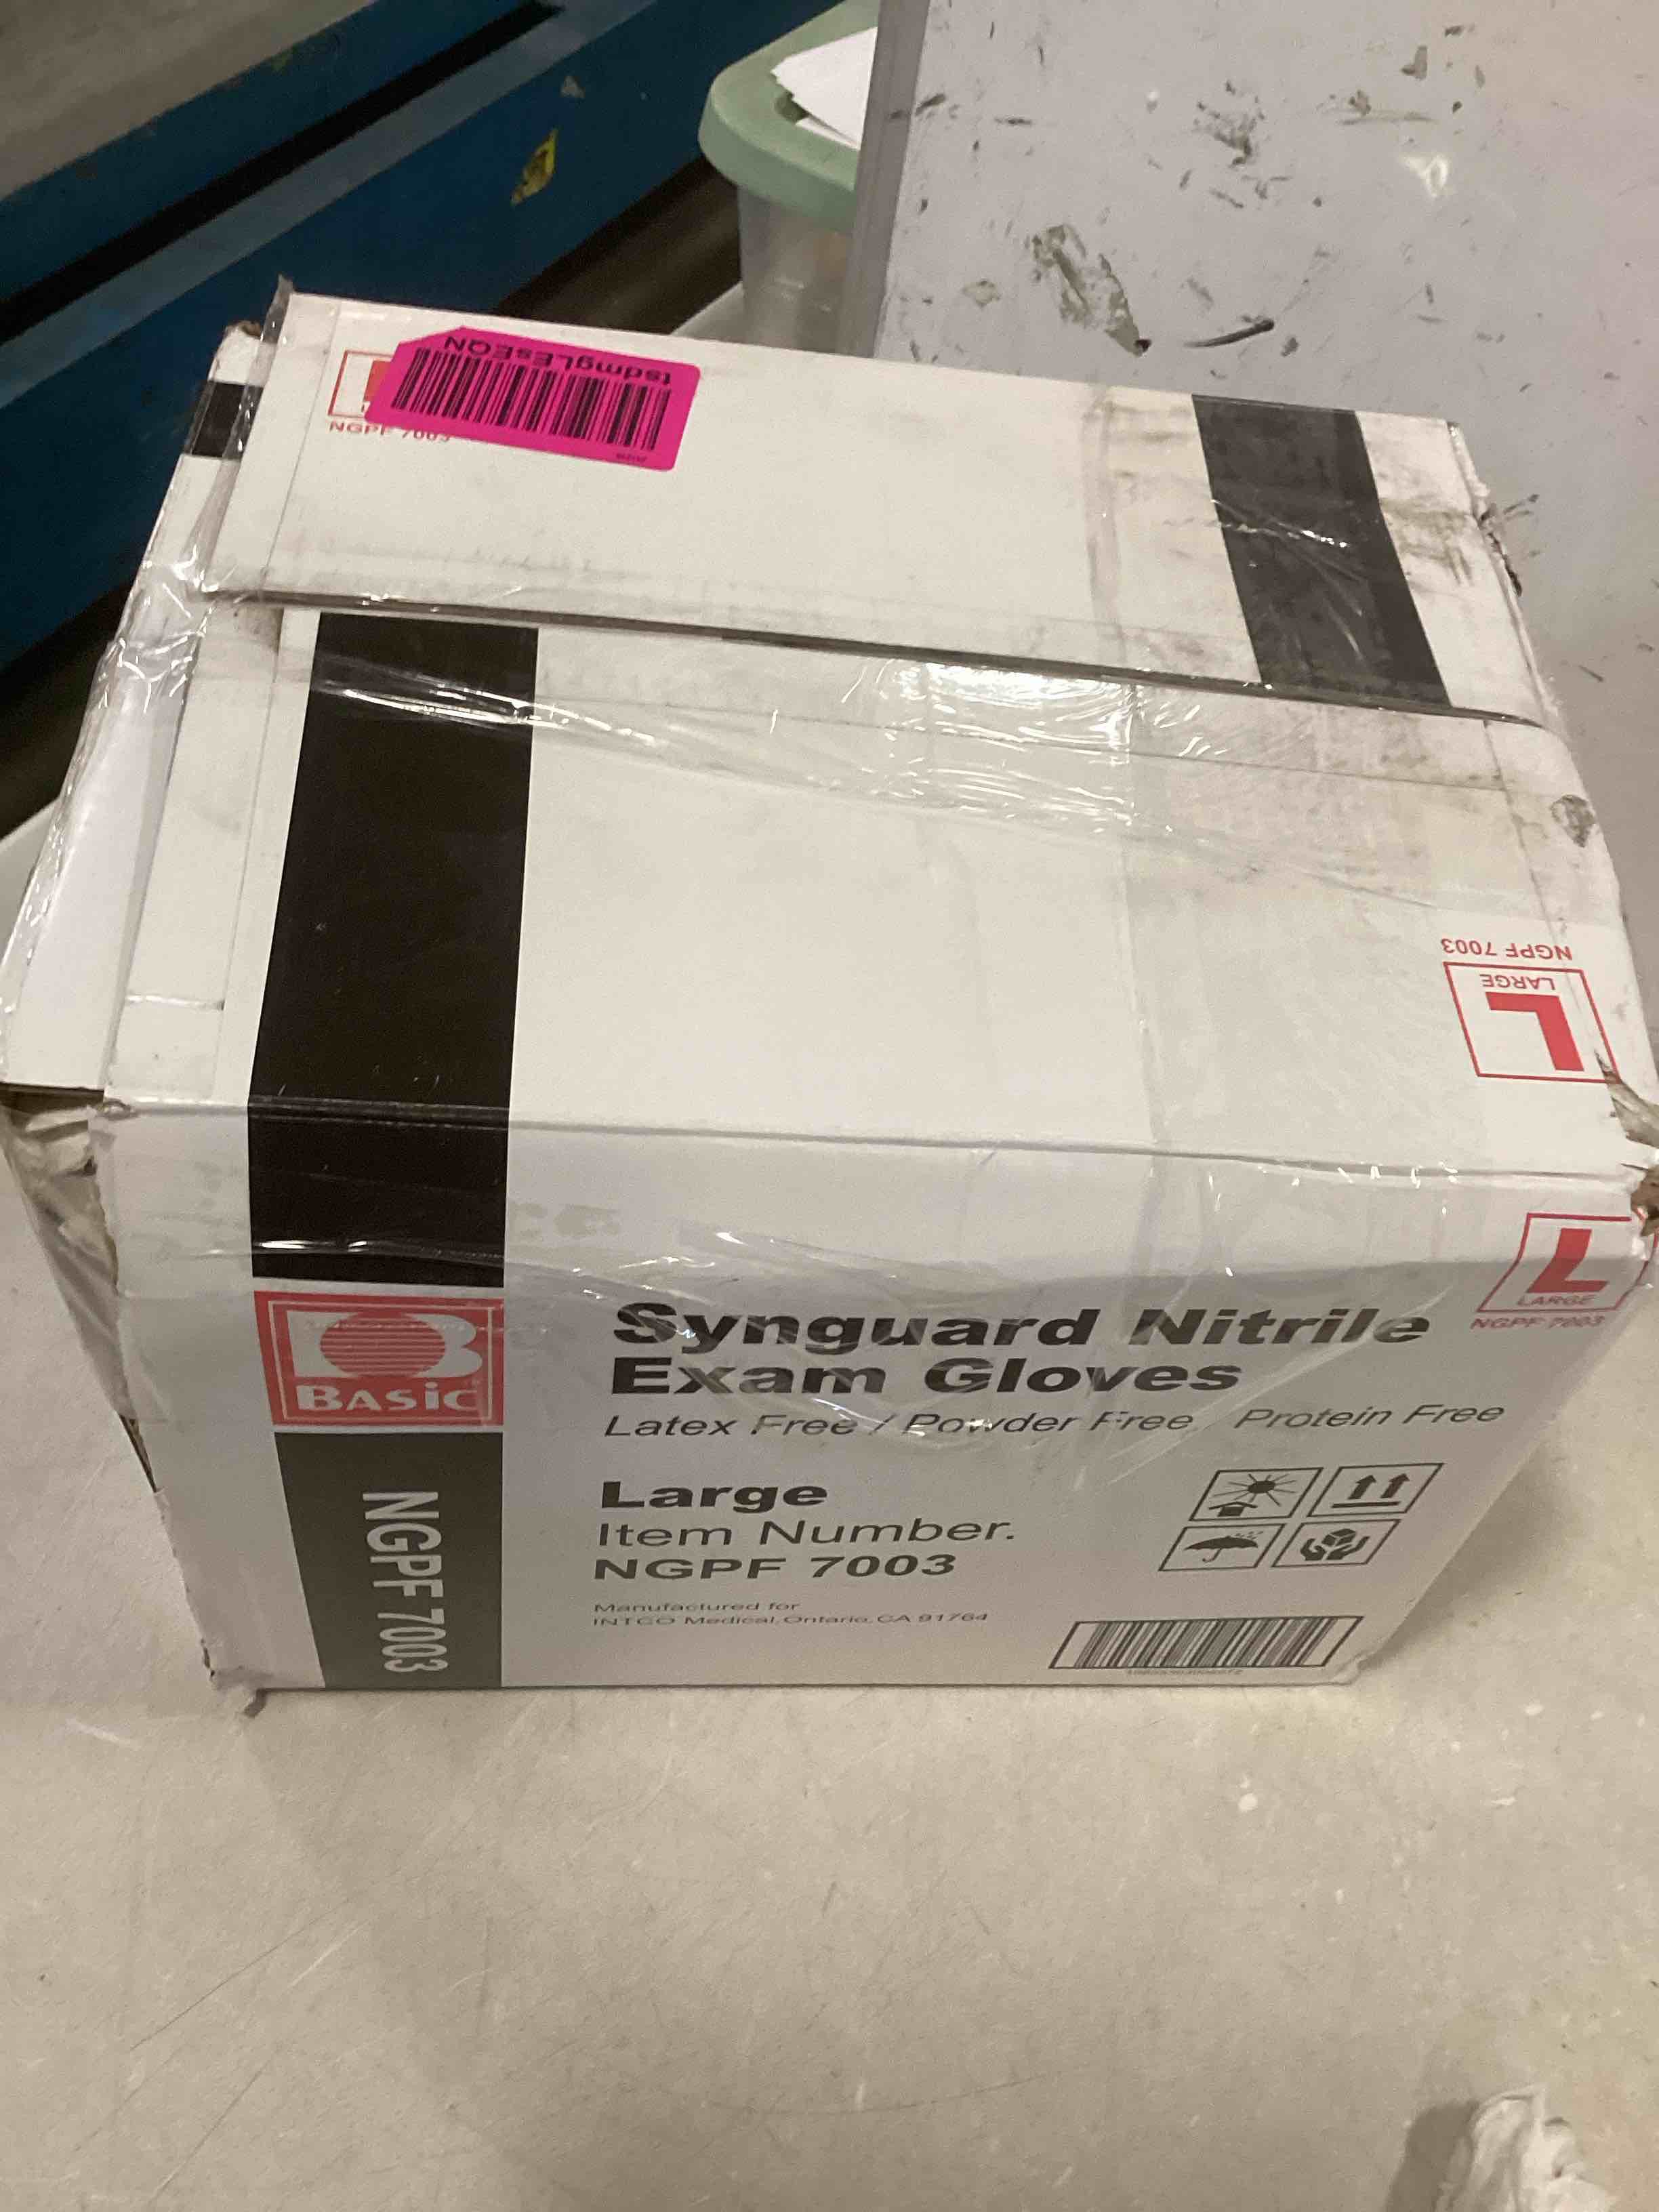 tsdmgLEsEQN
NGPF 7003
NGPF 7003
LARGE
L
L
LARGE
NGPF 7003
BASIC
Synguard Nitrile
Exam Gloves
Latex Free / Powder Free Protein Free
Large
Item Number.
NGPF 7003
Manufactured for
INTCO Medical, Ontario, CA 91764
NGPF 7003